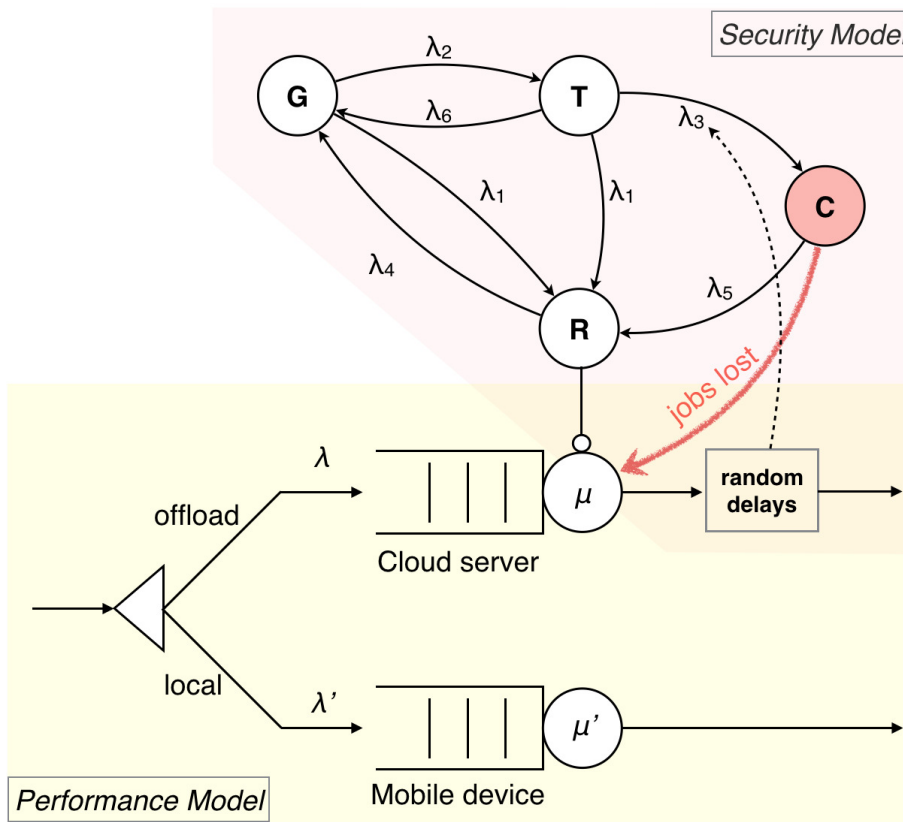 Security Model
λ2
G
T
λ6
λ3
λ1
λ1
C
λ4
λ5
R
jobs lost
λ
μ
random
delays
offload
Cloud server
local
λ’
μ’
Performance Model
Mobile device